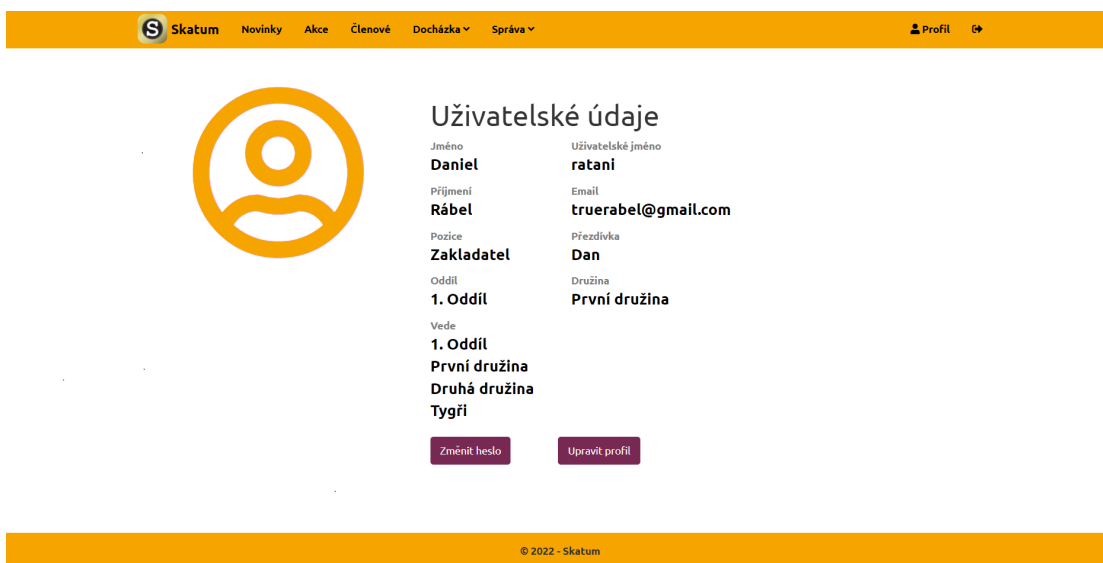 S Skatum Novinky Akce Členové Docházka Správa Profil
Uživatelské údaje
Jméno Uživatelské jméno
Daniel ratani
Příjmení Email
Rábel truerabel@gmail.com
Pozice Přezdívka
Zakladatel Dan
Oddíl Družina
1. Oddíl První družina
Vede
1. Oddíl
První družina
Druhá družina
Tygři
Změnit heslo Upravit profil
© 2022 - Skatum